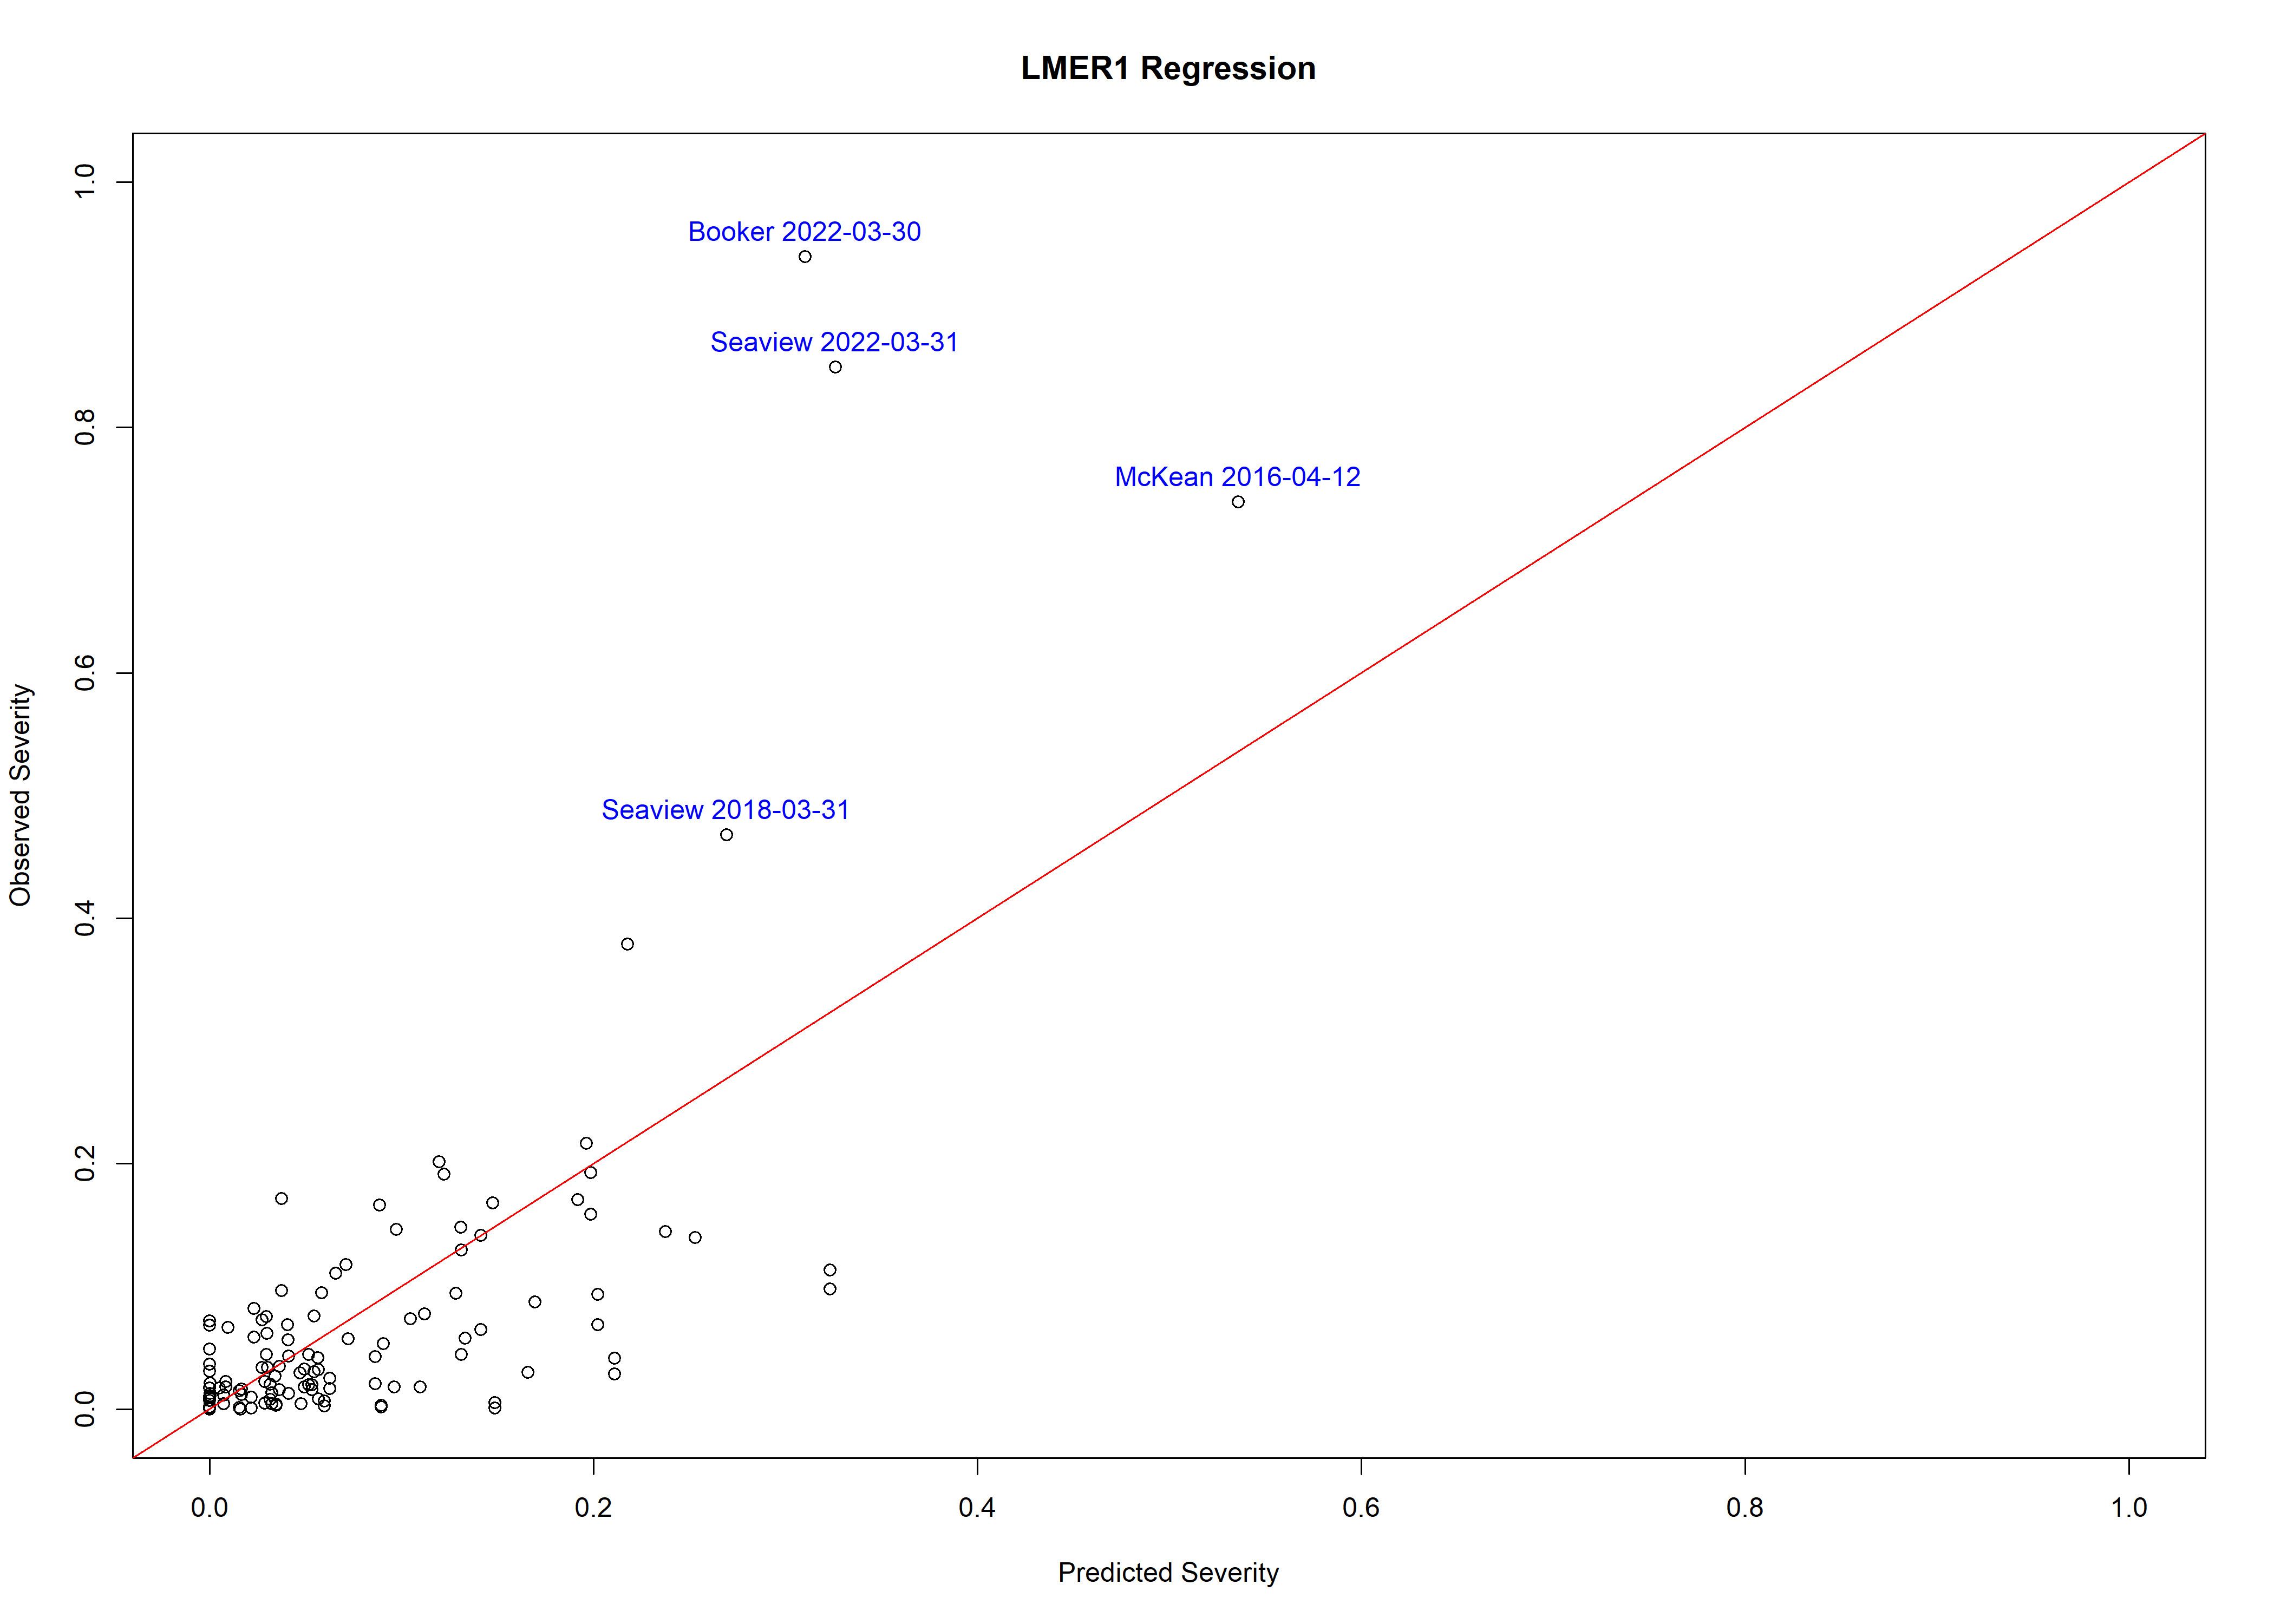 LMER1 Regression
Booker 2022-03-30
Seaview 2022-03-31
McKean 2016-04-12
Seaview 2018-03-31
Observed Severity
1.0
0.8
0.6
0.4
0.2
0.0
0.0 0.2 0.4 0.6 0.8 1.0
Predicted Severity